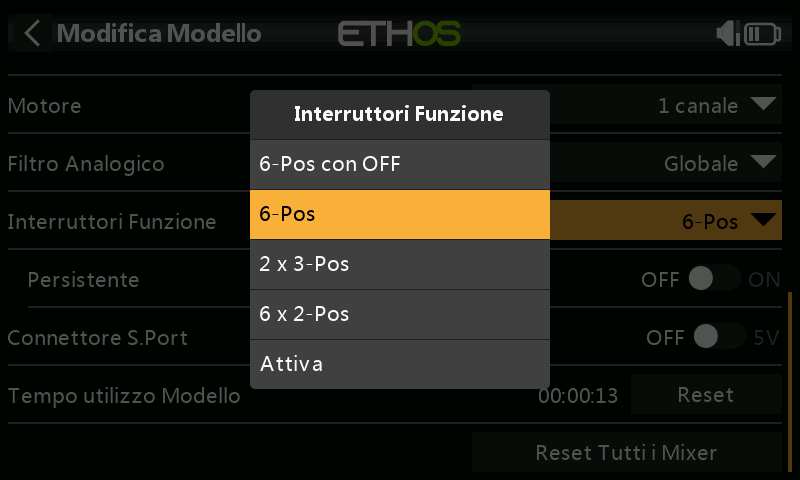 Modifica Modello
ETHOS
Motore
1 canale
Filtro Analogico
Globale
Interruttori Funzione
6-Pos
Persistente
OFF ON
Connettore S.Port
OFF 5V
Tempo utilizzo Modello
00:00:13
Reset
Reset Tutti i Mixer
Interruttori Funzione
6-Pos con OFF
6-Pos
2 x 3-Pos
6 x 2-Pos
Attiva